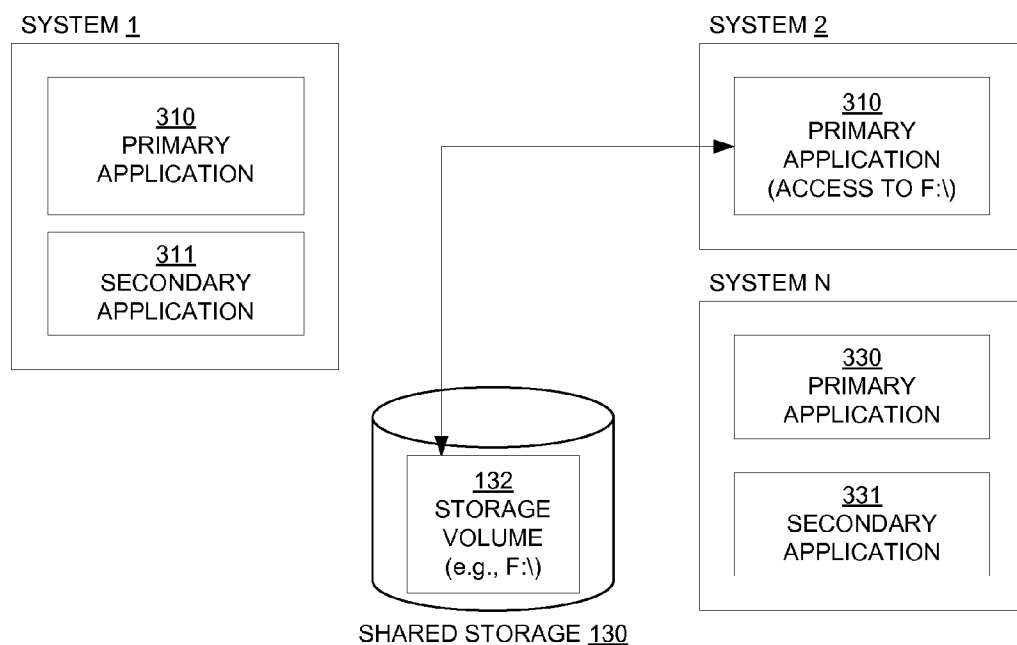 SYSTEM 1
310
PRIMARY
APPLICATION
311
SECONDARY
APPLICATION
SYSTEM 2
310
PRIMARY
APPLICATION
(ACCESS TO F:\)
SYSTEM N
330
PRIMARY
APPLICATION
331
SECONDARY
APPLICATION
132
STORAGE
VOLUME
(e.g., F:\)
SHARED STORAGE 130